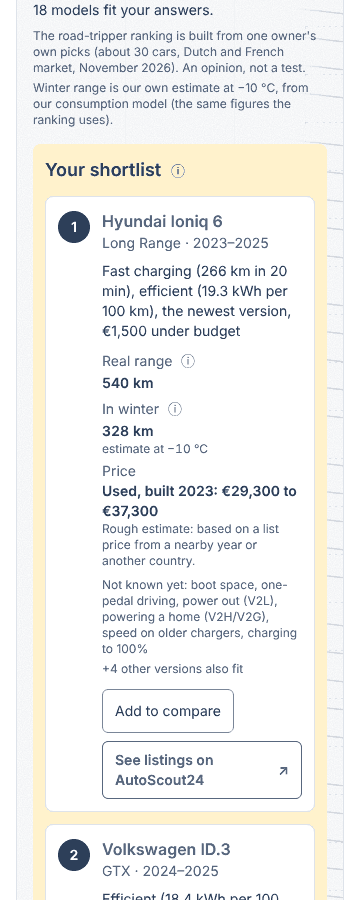 18 models fit your answers.
The road-tripper ranking is built from one owner's
own picks (about 30 cars, Dutch and French
market, November 2026). An opinion, not a test.
Winter range is our own estimate at −10 °C, from
our consumption model (the same figures the
ranking uses).
Your shortlist ⓘ
1
Hyundai Ioniq 6
Long Range · 2023–2025
Fast charging (266 km in 20
min), efficient (19.3 kWh per
100 km), the newest version,
€1,500 under budget
Real range ⓘ
540 km
In winter ⓘ
328 km
estimate at −10 °C
Price
Used, built 2023: €29,300 to
€37,300
Rough estimate: based on a list
price from a nearby year or
another country.
Not known yet: boot space, one-
pedal driving, power out (V2L),
powering a home (V2H/V2G),
speed on older chargers, charging
to 100%
+4 other versions also fit
Add to compare
See listings on
AutoScout24
2
Volkswagen ID.3
GTX · 2024–2025
Efficient (18.4 kWh per 100